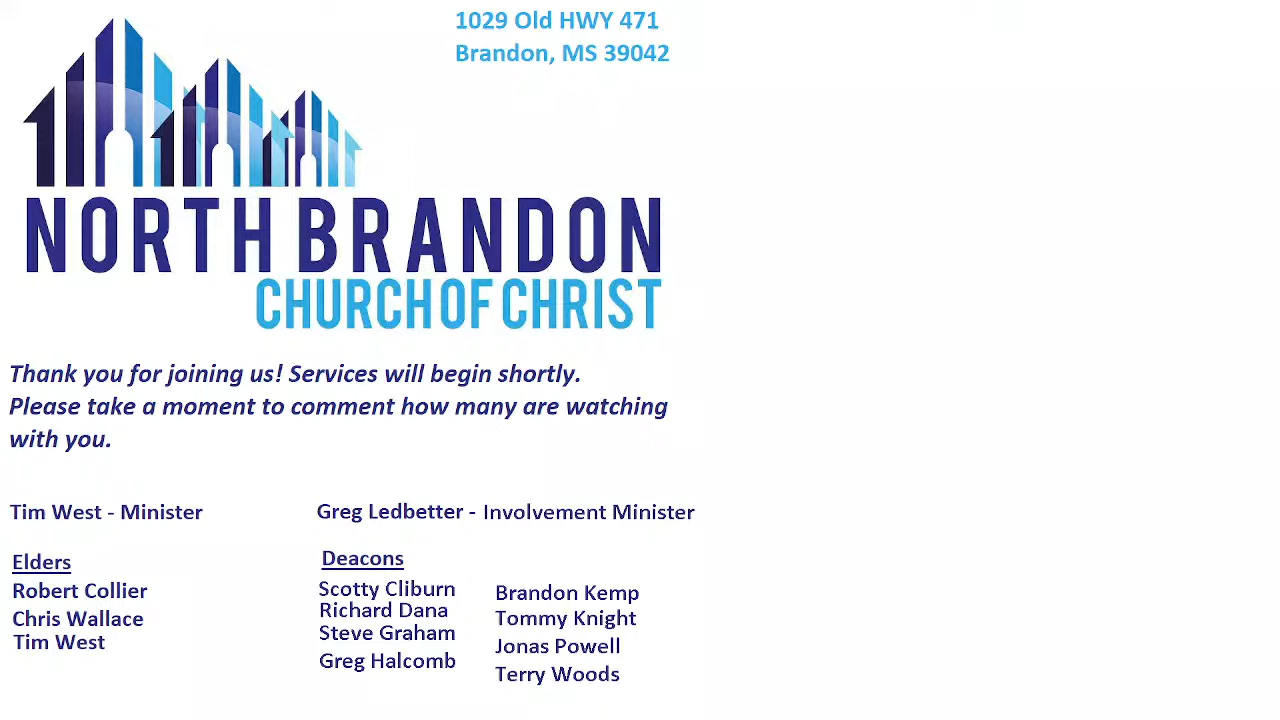 1029 Old HWY 471
Brandon, MS 39042
NORTH BRANDON
CHURCH OF CHRIST
Thank you for joining us! Services will begin shortly.
Please take a moment to comment how many are watching
with you.
Tim West - Minister
Greg Ledbetter - Involvement Minister
Elders
Robert Collier
Chris Wallace
Tim West
Deacons
Scotty Cliburn
Richard Dana
Steve Graham
Greg Halcomb
Brandon Kemp
Tommy Knight
Jonas Powell
Terry Woods